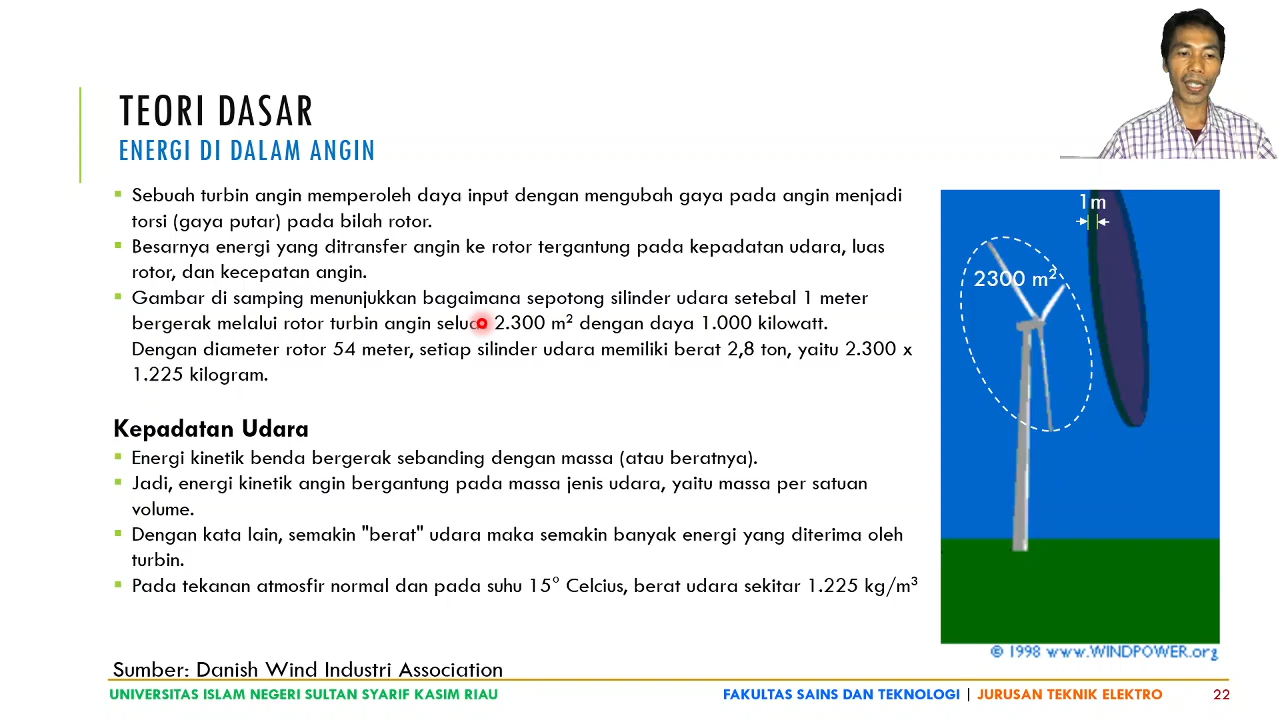 TEORI DASAR
ENERGI DI DALAM ANGIN
Sebuah turbin angin memperoleh daya input dengan mengubah gaya pada angin menjadi
torsi (gaya putar) pada bilah rotor.
Besarnya energi yang ditransfer angin ke rotor tergantung pada kepadatan udara, luas
rotor, dan kecepatan angin.
Gambar di samping menunjukkan bagaimana sepotong silinder udara setebal 1 meter
bergerak melalui rotor turbin angin 2.300 m² dengan daya 1.000 kilowatt.
Dengan diameter rotor 54 meter, setiap silinder udara memiliki berat 2,8 ton, yaitu 2.300 x
1.225 kilogram.
Kepadatan Udara
Energi kinetik benda bergerak sebanding dengan massa (atau beratnya).
Jadi, energi kinetik angin bergantung pada massa jenis udara, yaitu massa per satuan
volume.
Dengan kata lain, semakin "berat" udara maka semakin banyak energi yang diterima oleh
turbin.
Pada tekanan atmosfir normal dan pada suhu 15° Celcius, berat udara sekitar 1.225 kg/m³
1m
2300 m²
© 1998 www.WINDPOWER.org
Sumber: Danish Wind Industri Association
UNIVERSITAS ISLAM NEGERI SULTAN SYARIF KASIM RIAU
FAKULTAS SAINS DAN TEKNOLOGI | JURUSAN TEKNIK ELEKTRO
22